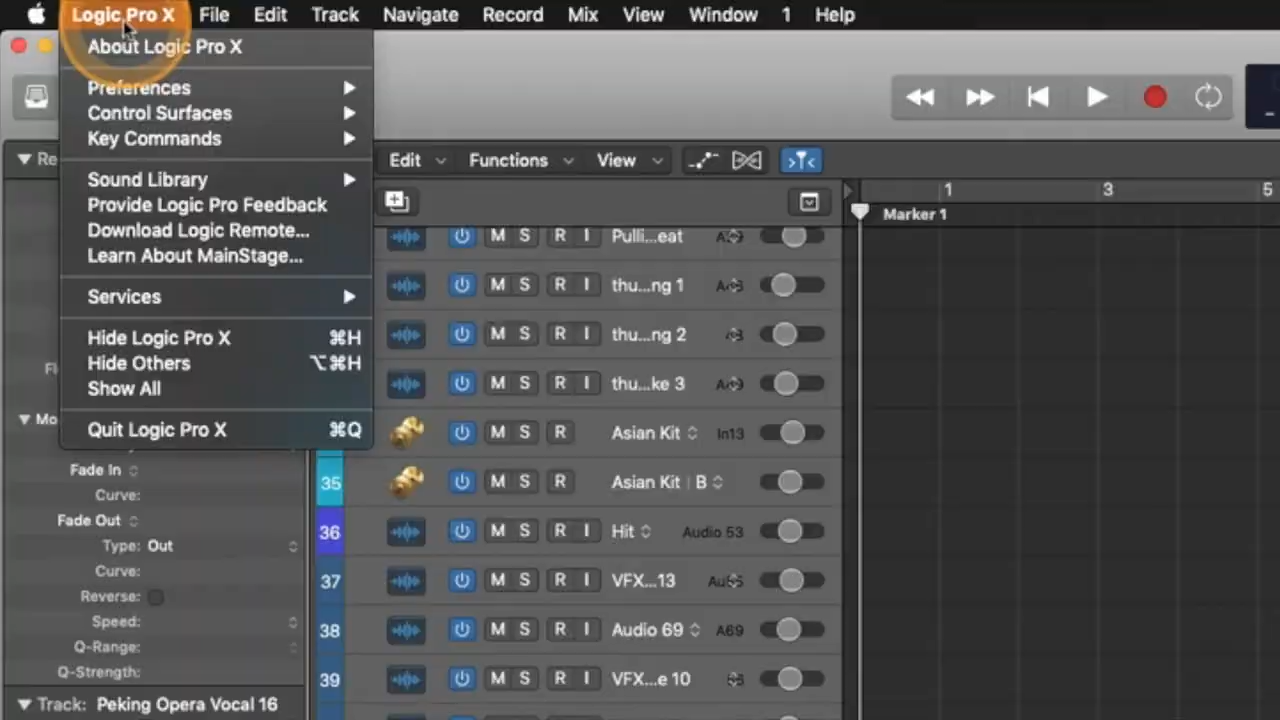 Logic Pro X File Edit Track Navigate Record Mix View Window 1 Help
About Logic Pro X
Preferences
Control Surfaces
Key Commands
Sound Library
Provide Logic Pro Feedback
Download Logic Remote...
Learn About MainStage...
Services
Hide Logic Pro X ⌘H
Hide Others ⌥⌘H
Show All
Quit Logic Pro X ⌘Q
Re
Mo
Fade In
Curve:
Fade Out
Type: Out
Curve:
Reverse:
Speed:
Q-Range:
Q-Strength:
Track: Peking Opera Vocal 16
Edit Functions View
1 3 5
Marker 1
M S R I Pulli...eat
M S R I thu...ng 1
M S R I thu...ng 2
M S R I thu...ke 3
M S R Asian Kit In13
35 M S R Asian Kit B
36 M S R I Hit Audio 53
37 M S R I VFX...13
38 M S R I Audio 69 A69
39 M S R I VFX...e 10